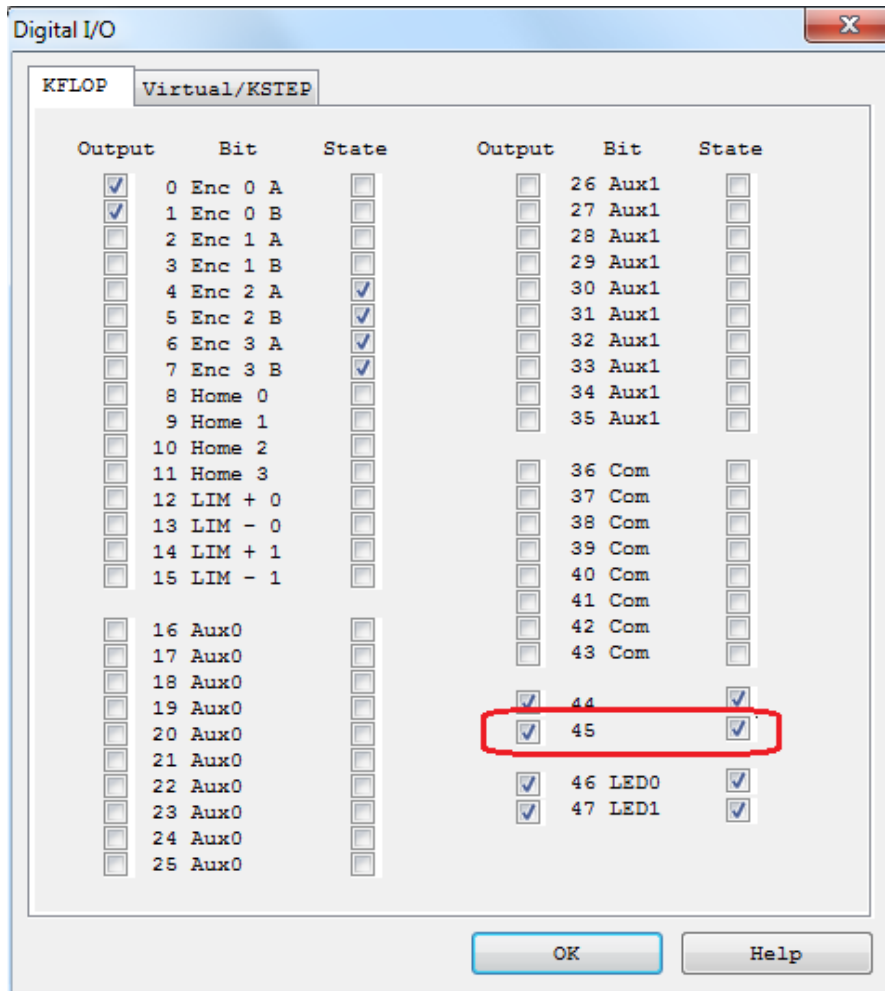 Digital I/O
KFLOP
Virtual/KSTEP
Output Bit State
0 Enc 0 A
1 Enc 0 B
2 Enc 1 A
3 Enc 1 B
4 Enc 2 A
5 Enc 2 B
6 Enc 3 A
7 Enc 3 B
8 Home 0
9 Home 1
10 Home 2
11 Home 3
12 LIM + 0
13 LIM - 0
14 LIM + 1
15 LIM - 1
16 Aux0
17 Aux0
18 Aux0
19 Aux0
20 Aux0
21 Aux0
22 Aux0
23 Aux0
24 Aux0
25 Aux0
Output Bit State
26 Aux1
27 Aux1
28 Aux1
29 Aux1
30 Aux1
31 Aux1
32 Aux1
33 Aux1
34 Aux1
35 Aux1
36 Com
37 Com
38 Com
39 Com
40 Com
41 Com
42 Com
43 Com
44
45
46 LED0
47 LED1
OK
Help